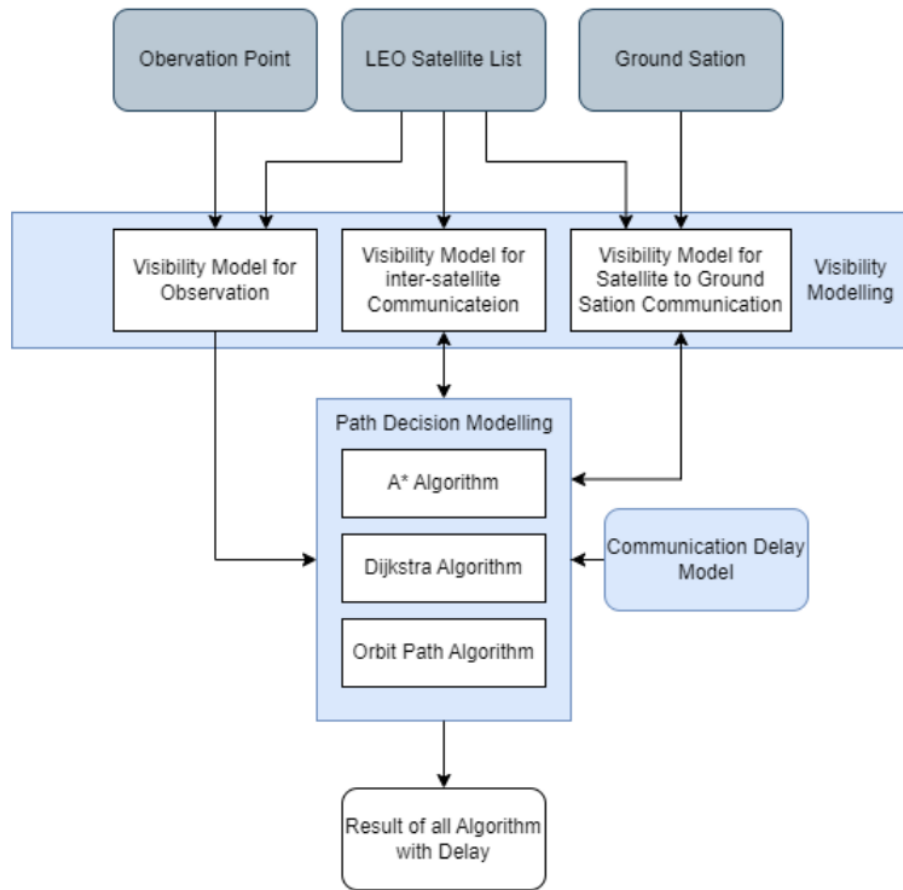 Obervation Point
LEO Satellite List
Ground Sation
Visibility Model for
Observation
Visibility Model for
inter-satellite
Communicateion
Visibility Model for
Satellite to Ground
Sation Communication
Visibility
Modelling
Path Decision Modelling
A* Algorithm
Dijkstra Algorithm
Orbit Path Algorithm
Communication Delay
Model
Result of all Algorithm
with Delay